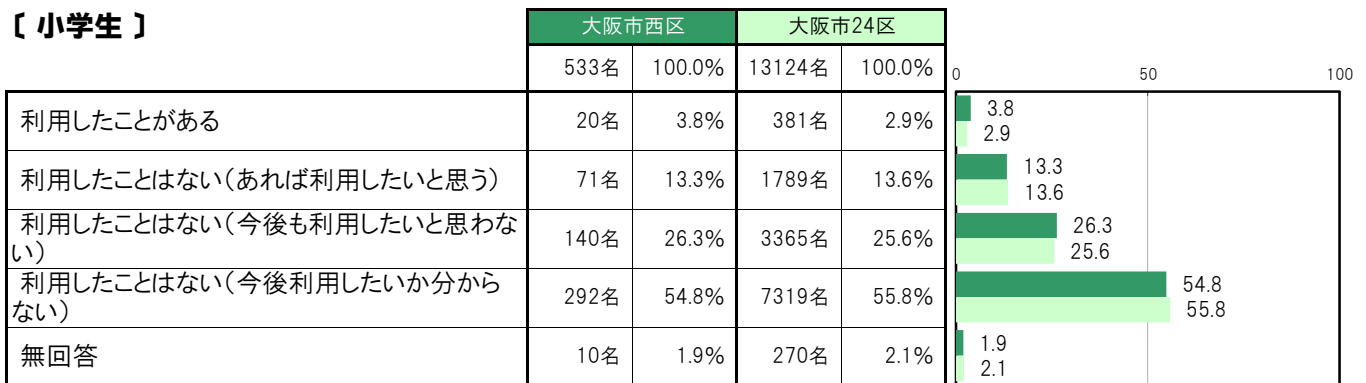 〔 小学生 〕
大阪市西区 大阪市24区
533名 100.0% 13124名 100.0%
0 50 100
利用したことがある 20名 3.8% 381名 2.9%
3.8
2.9
利用したことはない（あれば利用したいと思う） 71名 13.3% 1789名 13.6%
13.3
13.6
利用したことはない（今後も利用したいと思わな
い） 140名 26.3% 3365名 25.6%
26.3
25.6
利用したことはない（今後利用したいか分から
ない） 292名 54.8% 7319名 55.8%
54.8
55.8
無回答 10名 1.9% 270名 2.1%
1.9
2.1